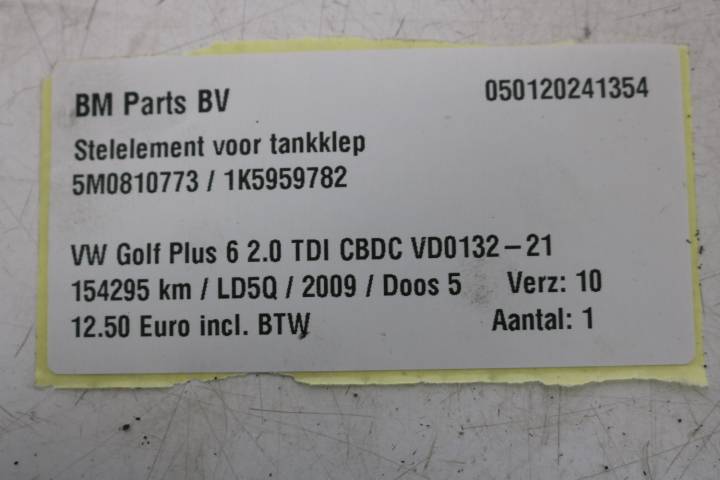 BM Parts BV 050120241354
Stelelement voor tankklep
5M0810773 / 1K5959782
VW Golf Plus 6 2.0 TDI CBDC VD0132-21
154295 km / LD5Q / 2009 / Doos 5 Verz: 10
12.50 Euro incl. BTW Aantal: 1